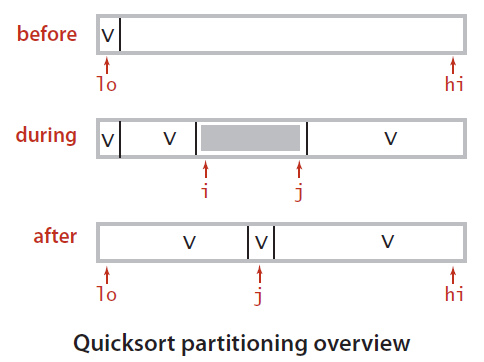 before V
lo hi
during V V V
i j
after V V V
lo j hi
Quicksort partitioning overview